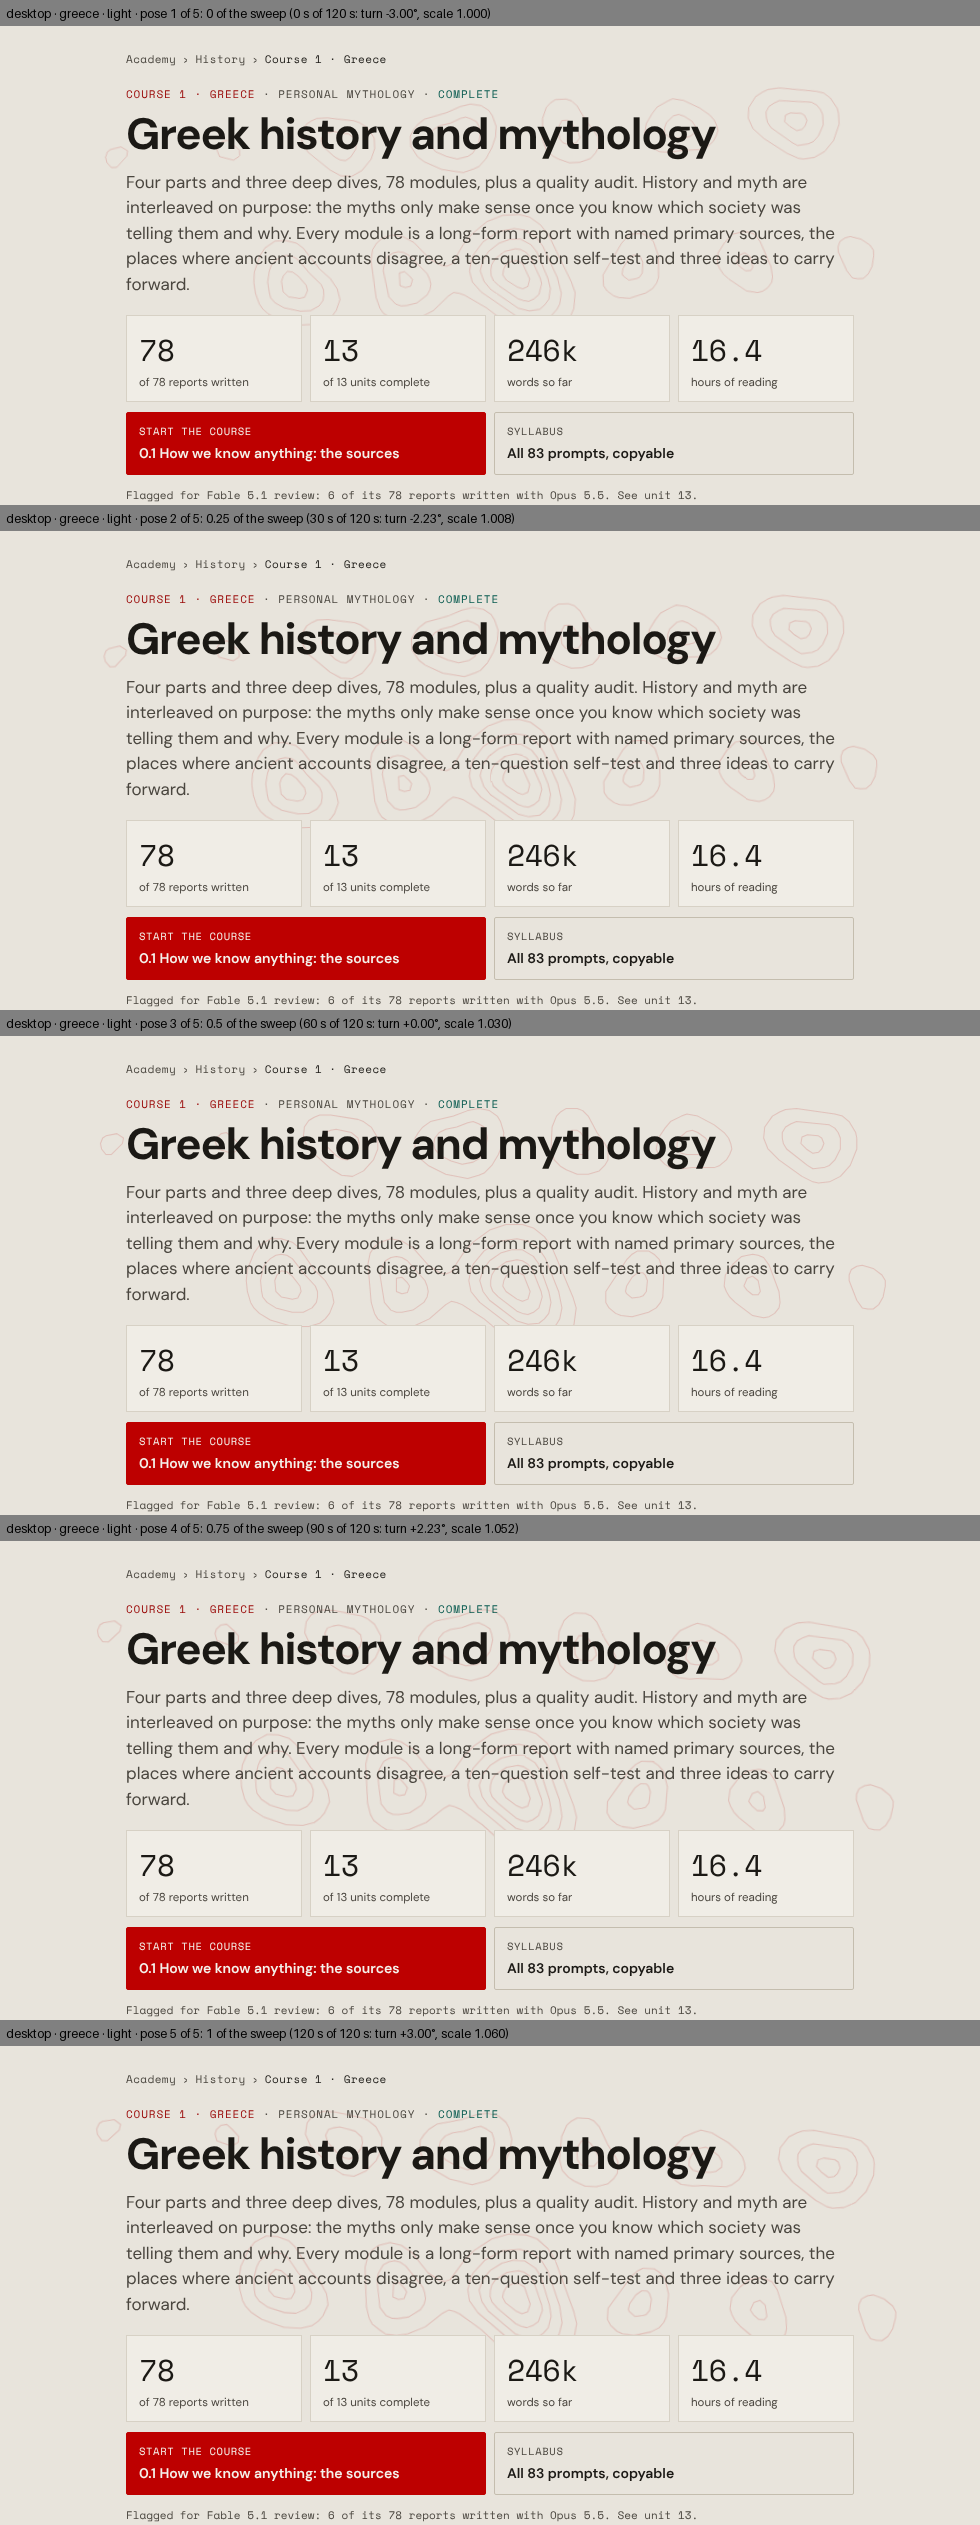 desktop · greece · light · pose 1 of 5: 0 of the sweep (0 s of 120 s: turn -3.00°, scale 1.000)
Academy › History › Course 1 · Greece
COURSE 1 · GREECE · PERSONAL MYTHOLOGY · COMPLETE
Greek history and mythology
Four parts and three deep dives, 78 modules, plus a quality audit. History and myth are
interleaved on purpose: the myths only make sense once you know which society was
telling them and why. Every module is a long-form report with named primary sources, the
places where ancient accounts disagree, a ten-question self-test and three ideas to carry
forward.
78 13 246k 16.4
of 78 reports written of 13 units complete words so far hours of reading
START THE COURSE SYLLABUS
0.1 How we know anything: the sources All 83 prompts, copyable
Flagged for Fable 5.1 review: 6 of its 78 reports written with Opus 5.5. See unit 13.
desktop · greece · light · pose 2 of 5: 0.25 of the sweep (30 s of 120 s: turn -2.23°, scale 1.008)
Academy › History › Course 1 · Greece
COURSE 1 · GREECE · PERSONAL MYTHOLOGY · COMPLETE
Greek history and mythology
Four parts and three deep dives, 78 modules, plus a quality audit. History and myth are
interleaved on purpose: the myths only make sense once you know which society was
telling them and why. Every module is a long-form report with named primary sources, the
places where ancient accounts disagree, a ten-question self-test and three ideas to carry
forward.
78 13 246k 16.4
of 78 reports written of 13 units complete words so far hours of reading
START THE COURSE SYLLABUS
0.1 How we know anything: the sources All 83 prompts, copyable
Flagged for Fable 5.1 review: 6 of its 78 reports written with Opus 5.5. See unit 13.
desktop · greece · light · pose 3 of 5: 0.5 of the sweep (60 s of 120 s: turn +0.00°, scale 1.030)
Academy › History › Course 1 · Greece
COURSE 1 · GREECE · PERSONAL MYTHOLOGY · COMPLETE
Greek history and mythology
Four parts and three deep dives, 78 modules, plus a quality audit. History and myth are
interleaved on purpose: the myths only make sense once you know which society was
telling them and why. Every module is a long-form report with named primary sources, the
places where ancient accounts disagree, a ten-question self-test and three ideas to carry
forward.
78 13 246k 16.4
of 78 reports written of 13 units complete words so far hours of reading
START THE COURSE SYLLABUS
0.1 How we know anything: the sources All 83 prompts, copyable
Flagged for Fable 5.1 review: 6 of its 78 reports written with Opus 5.5. See unit 13.
desktop · greece · light · pose 4 of 5: 0.75 of the sweep (90 s of 120 s: turn +2.23°, scale 1.052)
Academy › History › Course 1 · Greece
COURSE 1 · GREECE · PERSONAL MYTHOLOGY · COMPLETE
Greek history and mythology
Four parts and three deep dives, 78 modules, plus a quality audit. History and myth are
interleaved on purpose: the myths only make sense once you know which society was
telling them and why. Every module is a long-form report with named primary sources, the
places where ancient accounts disagree, a ten-question self-test and three ideas to carry
forward.
78 13 246k 16.4
of 78 reports written of 13 units complete words so far hours of reading
START THE COURSE SYLLABUS
0.1 How we know anything: the sources All 83 prompts, copyable
Flagged for Fable 5.1 review: 6 of its 78 reports written with Opus 5.5. See unit 13.
desktop · greece · light · pose 5 of 5: 1 of the sweep (120 s of 120 s: turn +3.00°, scale 1.060)
Academy › History › Course 1 · Greece
COURSE 1 · GREECE · PERSONAL MYTHOLOGY · COMPLETE
Greek history and mythology
Four parts and three deep dives, 78 modules, plus a quality audit. History and myth are
interleaved on purpose: the myths only make sense once you know which society was
telling them and why. Every module is a long-form report with named primary sources, the
places where ancient accounts disagree, a ten-question self-test and three ideas to carry
forward.
78 13 246k 16.4
of 78 reports written of 13 units complete words so far hours of reading
START THE COURSE SYLLABUS
0.1 How we know anything: the sources All 83 prompts, copyable
Flagged for Fable 5.1 review: 6 of its 78 reports written with Opus 5.5. See unit 13.